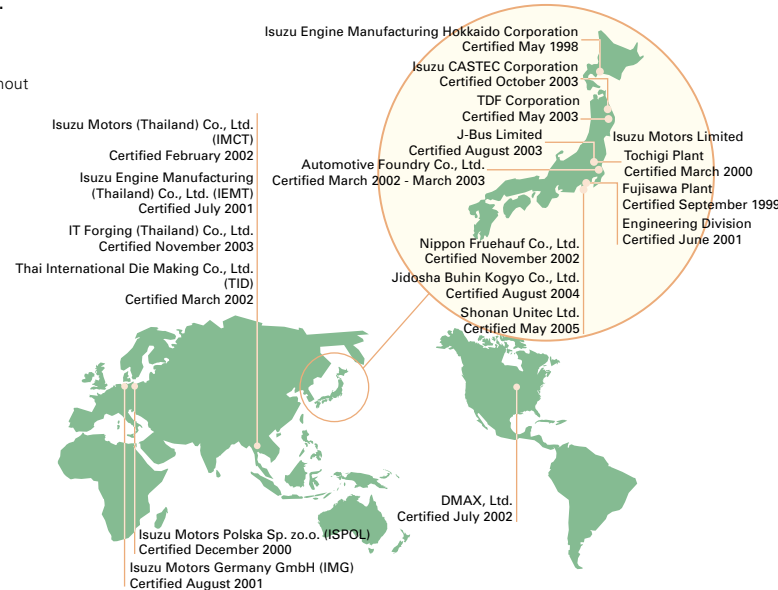 hout
Isuzu Engine Manufacturing Hokkaido Corporation
Certified May 1998
Isuzu CASTEC Corporation
Certified October 2003
TDF Corporation
Certified May 2003
J-Bus Limited
Certified August 2003
Automotive Foundry Co., Ltd.
Certified March 2002 - March 2003
Isuzu Motors Limited
Tochigi Plant
Certified March 2000
Fujisawa Plant
Certified September 1999
Engineering Division
Certified June 2001
Nippon Fruehauf Co., Ltd.
Certified November 2002
Jidosha Buhin Kogyo Co., Ltd.
Certified August 2004
Shonan Unitec Ltd.
Certified May 2005
Isuzu Motors (Thailand) Co., Ltd.
(IMCT)
Certified February 2002
Isuzu Engine Manufacturing
(Thailand) Co., Ltd. (IEMT)
Certified July 2001
IT Forging (Thailand) Co., Ltd.
Certified November 2003
Thai International Die Making Co., Ltd.
(TID)
Certified March 2002
DMAX, Ltd.
Certified July 2002
Isuzu Motors Polska Sp. zo.o. (ISPOL)
Certified December 2000
Isuzu Motors Germany GmbH (IMG)
Certified August 2001